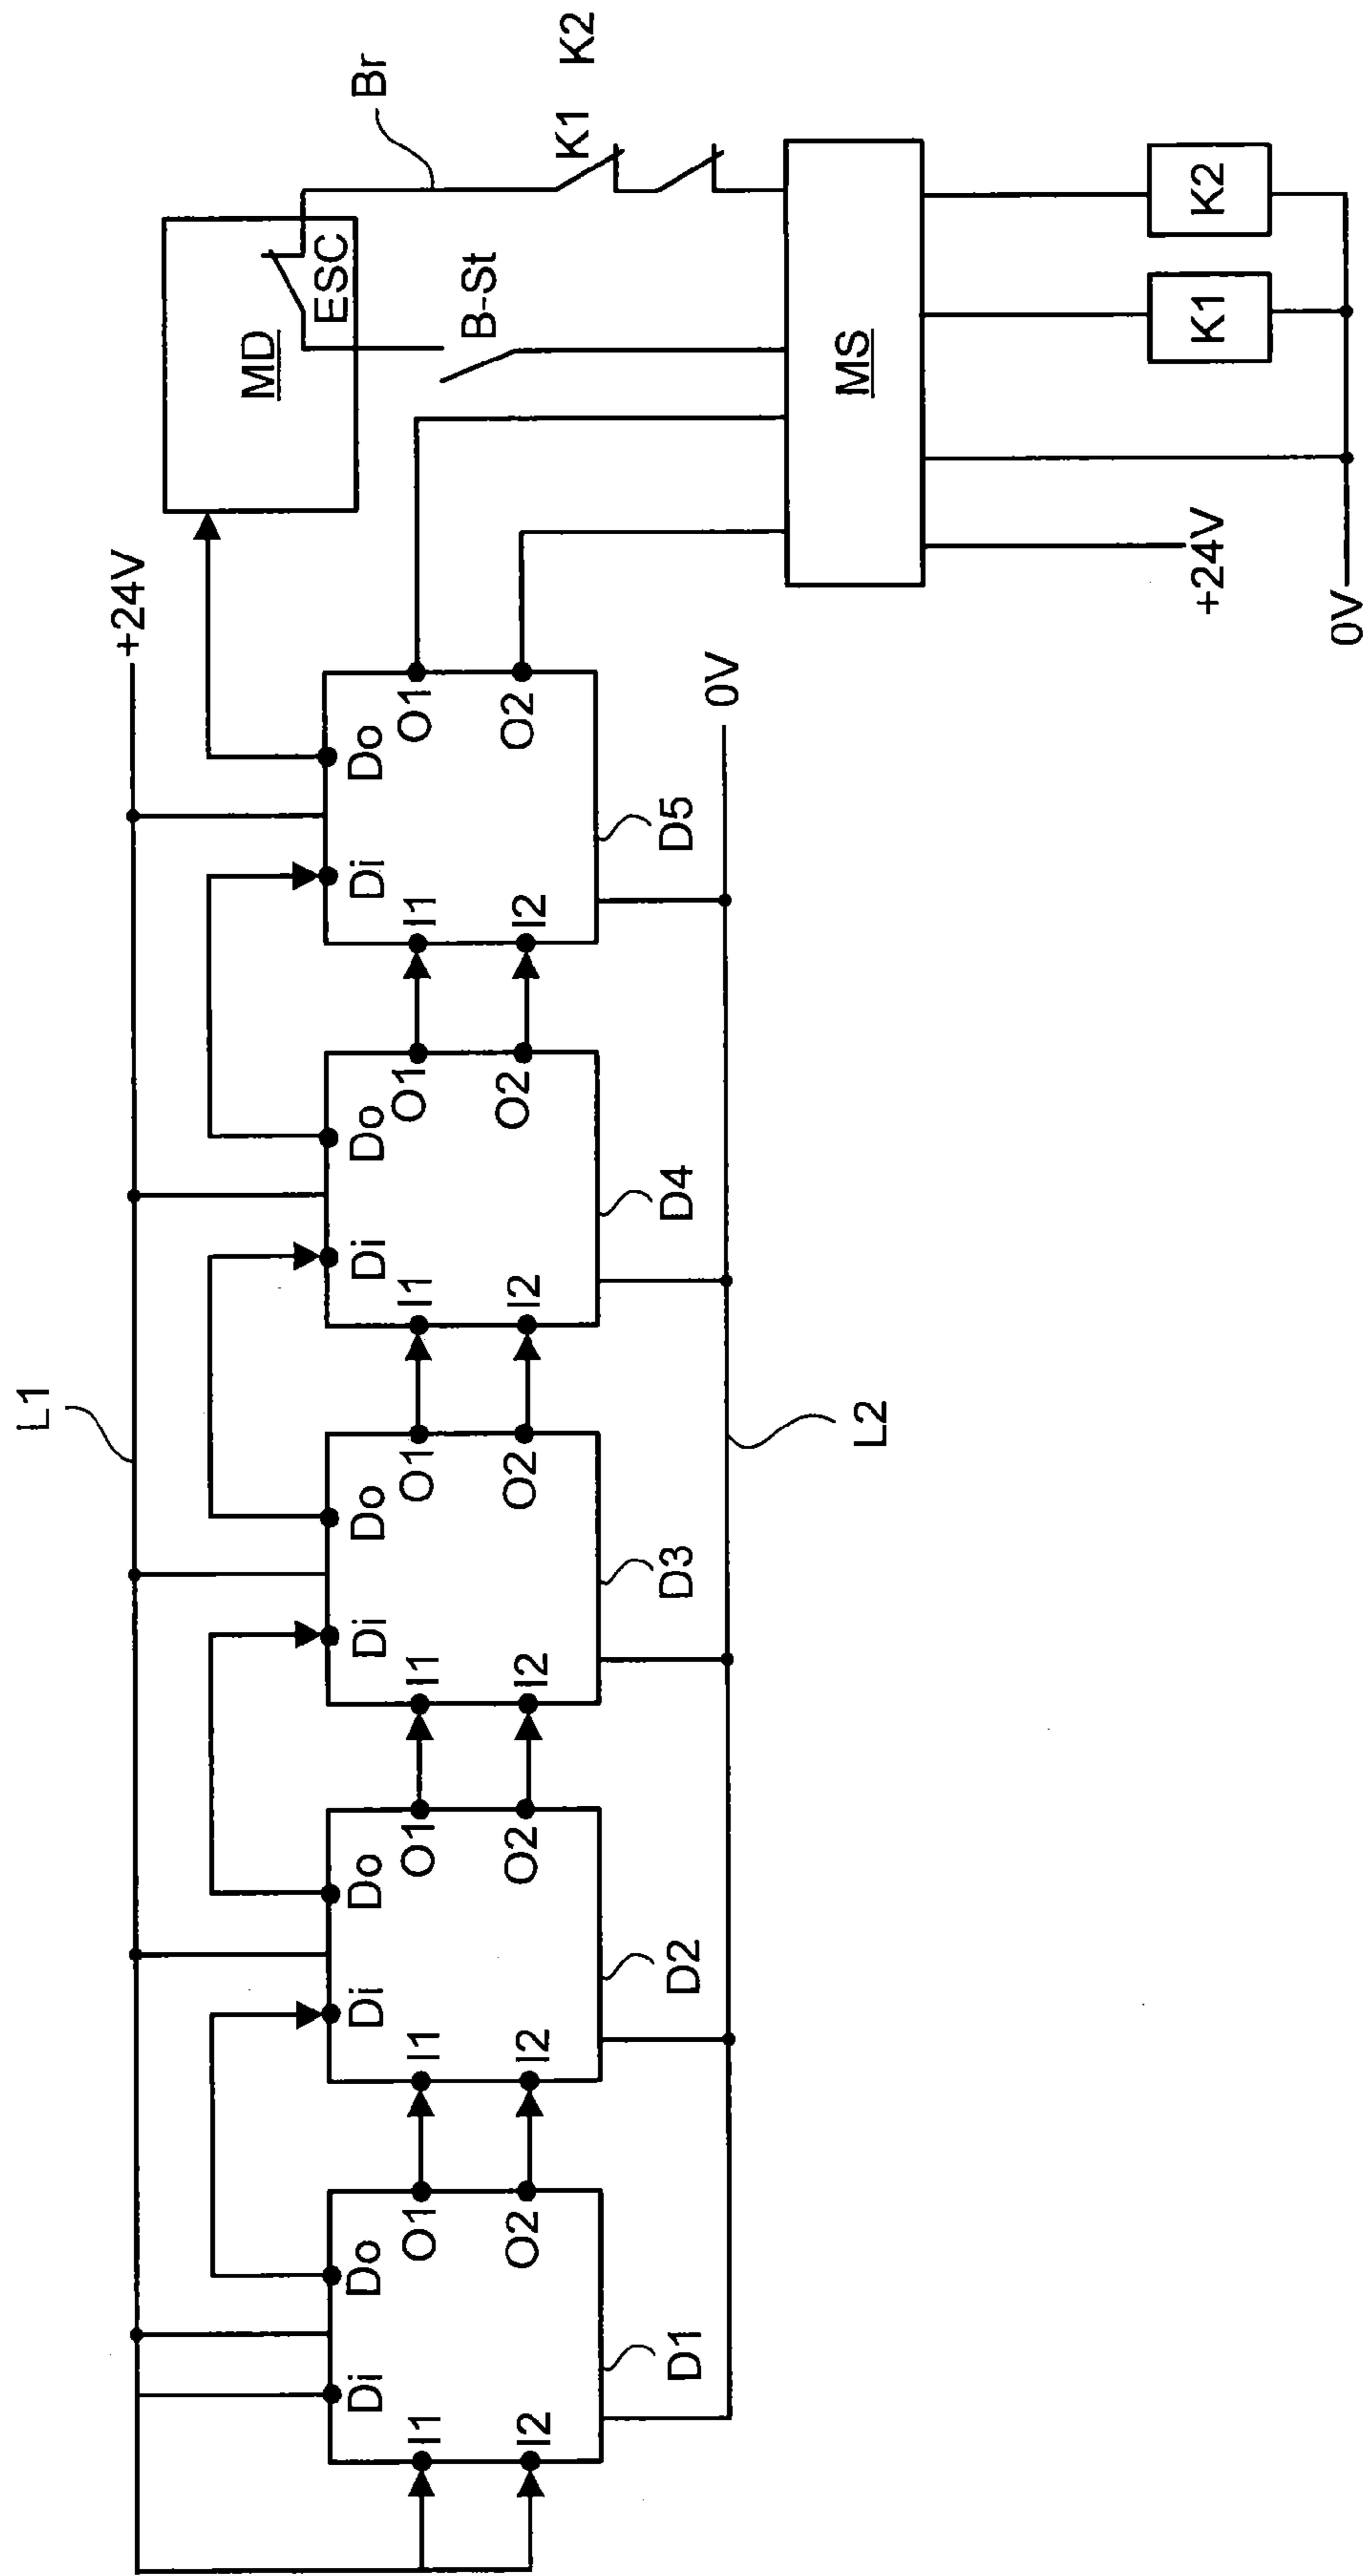 L1
+24V
Di
Do
I1
O1
I2
O2
D1
Di
Do
I1
O1
I2
O2
D2
Di
Do
I1
O1
I2
O2
D3
Di
Do
I1
O1
I2
O2
D4
Di
Do
I1
O1
I2
O2
D5
L2
0V
MD
ESC
Br
B-St
K1
K2
MS
K1
K2
+24V
0V